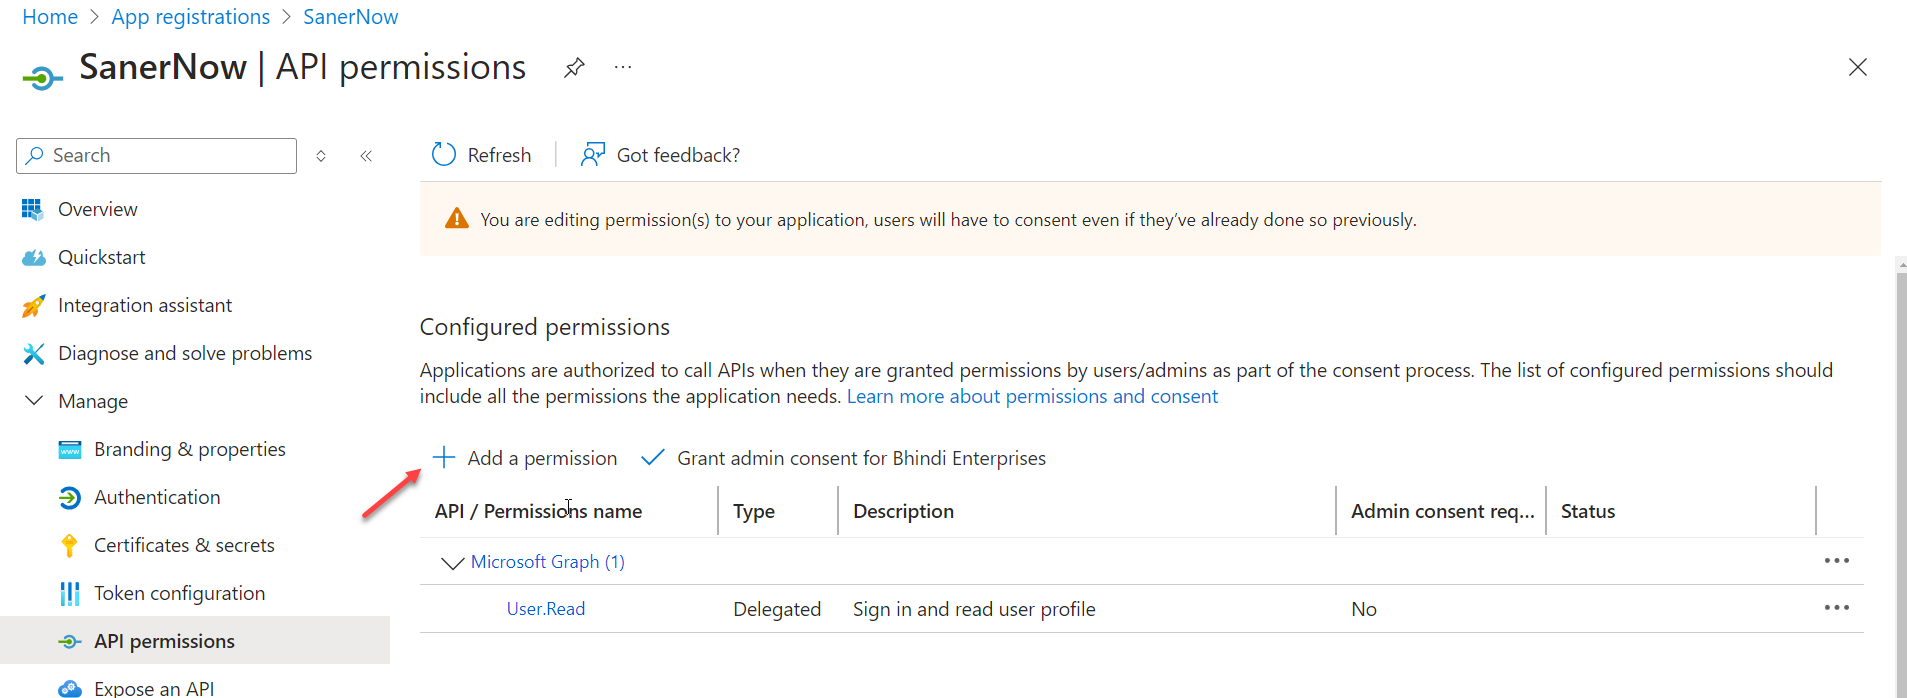 Home > App registrations > SanerNow
SanerNow | API permissions
Search
Refresh
Got feedback?
You are editing permission(s) to your application, users will have to consent even if they’ve already done so previously.
Overview
Quickstart
Integration assistant
Diagnose and solve problems
Manage
Branding & properties
Authentication
Certificates & secrets
Token configuration
API permissions
Expose an API
Configured permissions
Applications are authorized to call APIs when they are granted permissions by users/admins as part of the consent process. The list of configured permissions should
include all the permissions the application needs. Learn more about permissions and consent
Add a permission Grant admin consent for Bhindi Enterprises
API / Permissions name Type Description Admin consent req... Status
Microsoft Graph (1)
User.Read Delegated Sign in and read user profile No